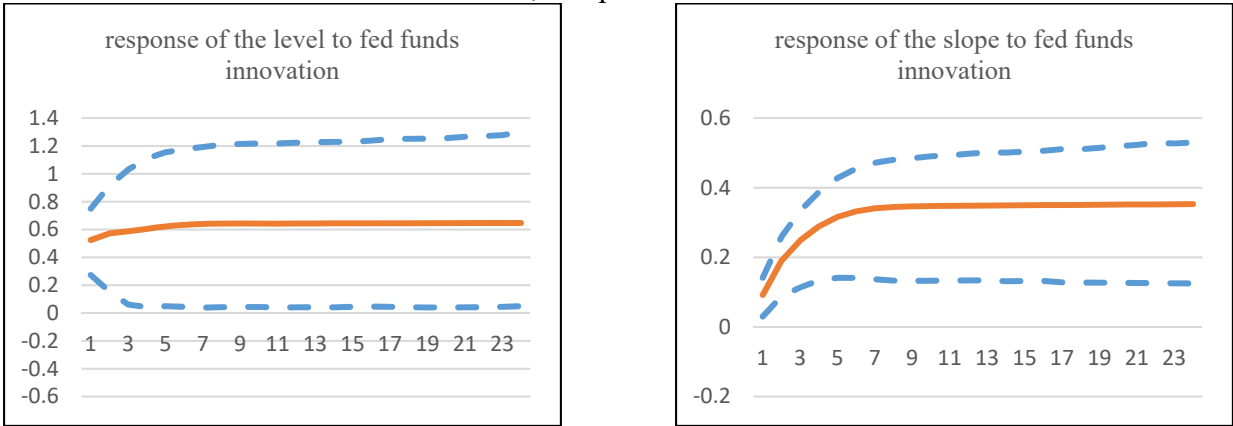 response of the level to fed funds
innovation
1.4
1.2
1
0.8
0.6
0.4
0.2
0
-0.2
-0.4
-0.6
1 3 5 7 9 11 13 15 17 19 21 23
response of the slope to fed funds
innovation
0.6
0.4
0.2
0
-0.2
1 3 5 7 9 11 13 15 17 19 21 23